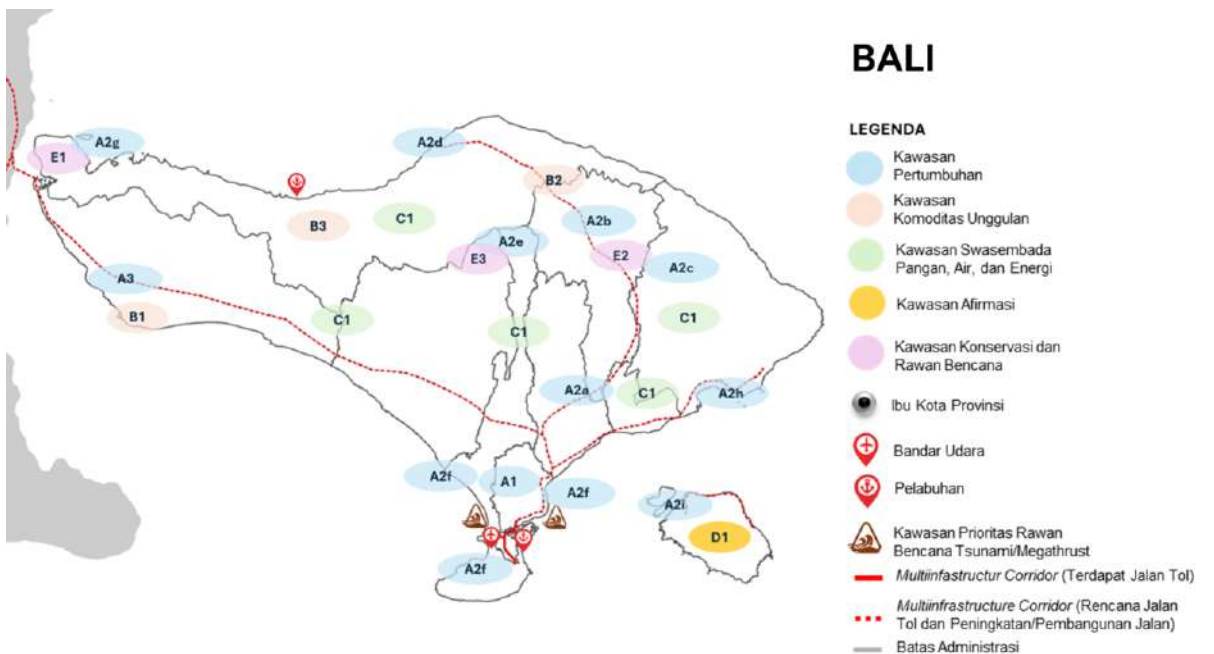 BALI
LEGENDA
Kawasan
Pertumbuhan
Kawasan
Komoditas Unggulan
Kawasan Swasembada
Pangan, Air, dan Energi
Kawasan Afirmasi
Kawasan Konservasi dan
Rawan Bencana
Ibu Kota Provinsi
Bandar Udara
Pelabuhan
Kawasan Prioritas Rawan
Bencana Tsunami/Megathrust
Multiinfastructur Corridor (Terdapat Jalan Tol)
Multiinfrastructure Corridor (Rencana Jalan
Tol dan Peningkatan/Pembangunan Jalan)
Batas Administrasi
A2g
A2d
E1
B2
B3
C1
A2b
A2e
E3
E2
A2c
A3
B1
C1
C1
C1
A2a
C1
A2h
A2f
A1
A2f
A2i
D1
A2f